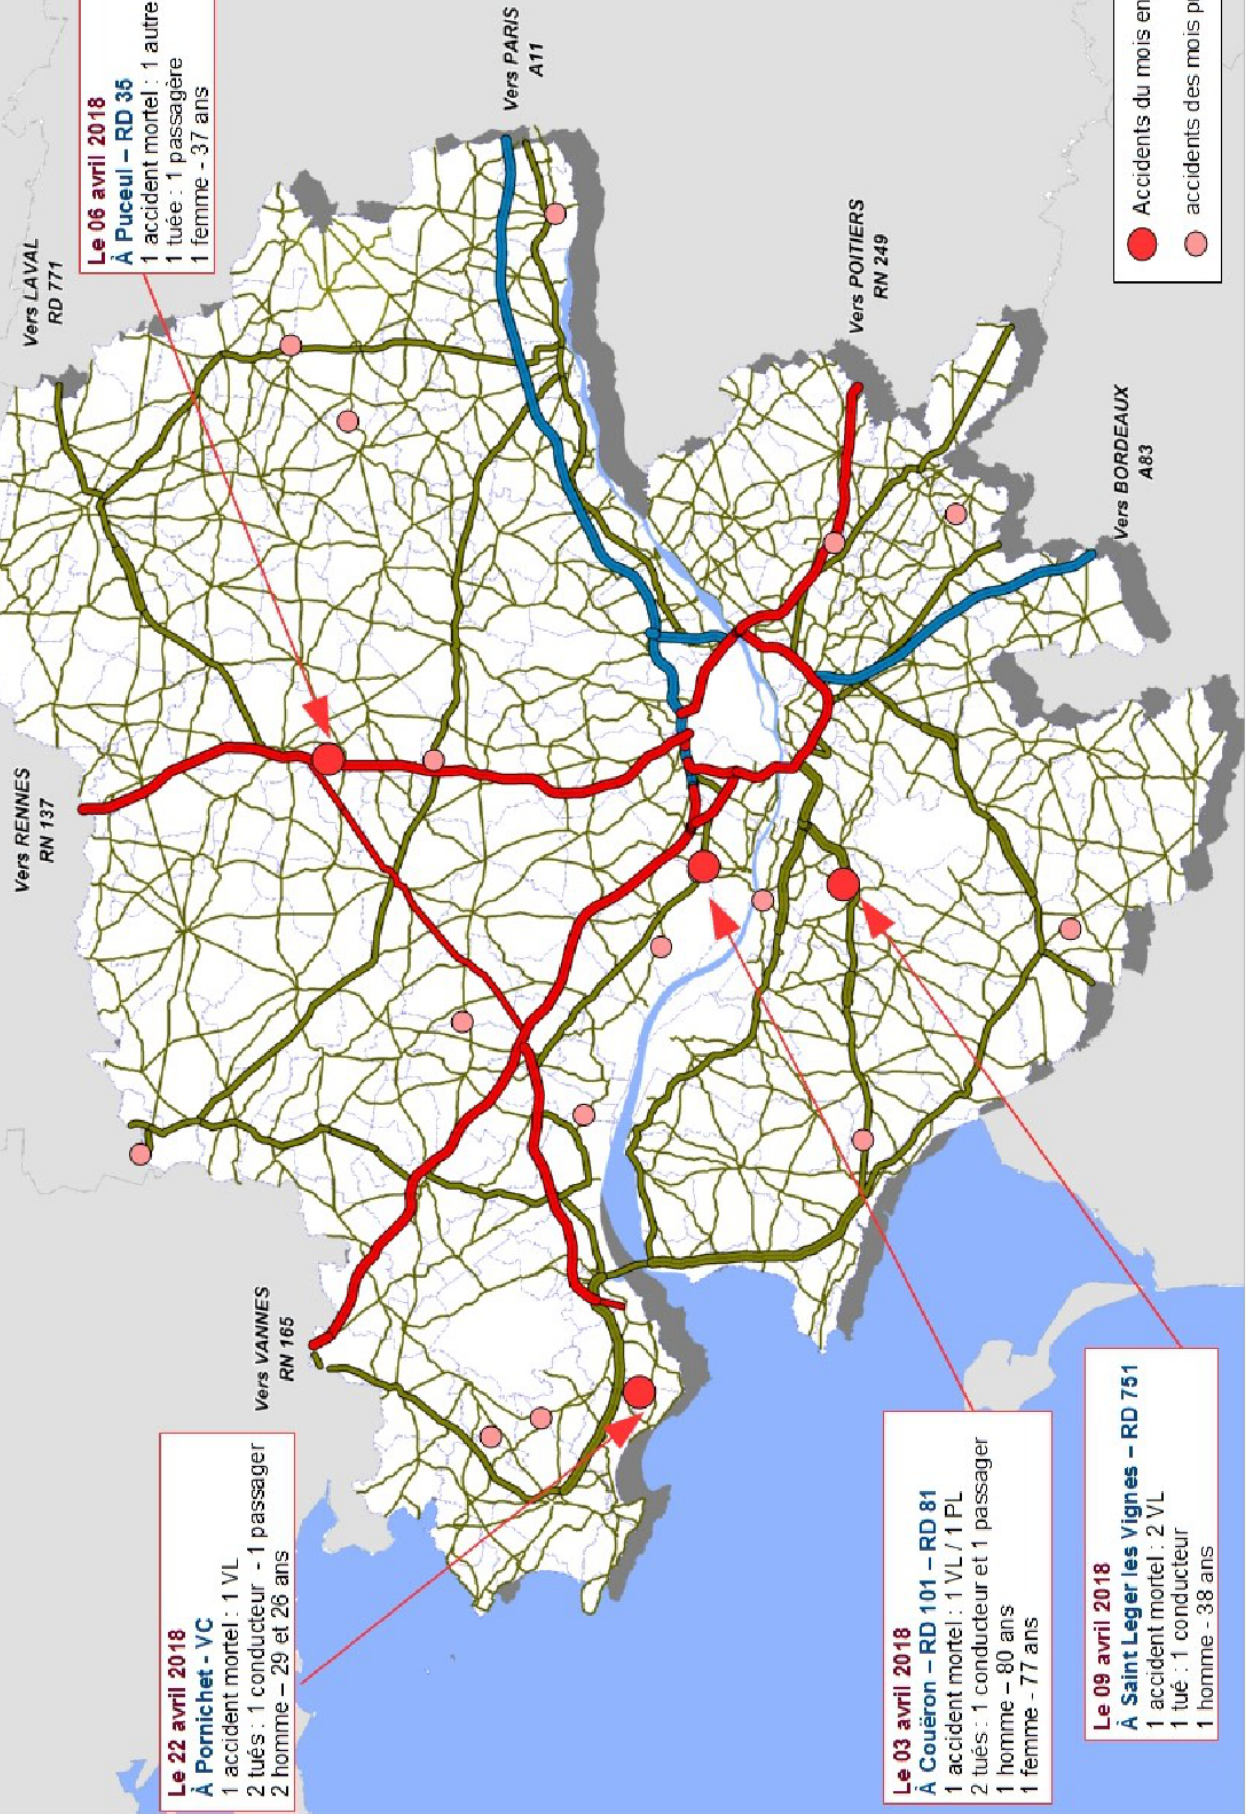 Vers RENNES
RN 137
Vers LAVAL
RD 771
Le 06 avril 2018
À Puceul – RD 35
1 accident mortel : 1 autre
1 tuée : 1 passagère
1 femme - 37 ans
Le 22 avril 2018
À Pornichet - VC
1 accident mortel : 1 VL
2 tués : 1 conducteur - 1 passager
2 homme – 29 et 26 ans
Vers VANNES
RN 165
Vers PARIS
A11
Vers POITIERS
RN 249
Le 03 avril 2018
À Couëron – RD 101 – RD 81
1 accident mortel : 1 VL / 1 PL
2 tués : 1 conducteur et 1 passager
1 homme – 80 ans
1 femme - 77 ans
Vers BORDEAUX
A83
Le 09 avril 2018
À Saint Leger les Vignes – RD 751
1 accident mortel : 2 VL
1 tué : 1 conducteur
1 homme - 38 ans
Accidents du mois en
accidents des mois